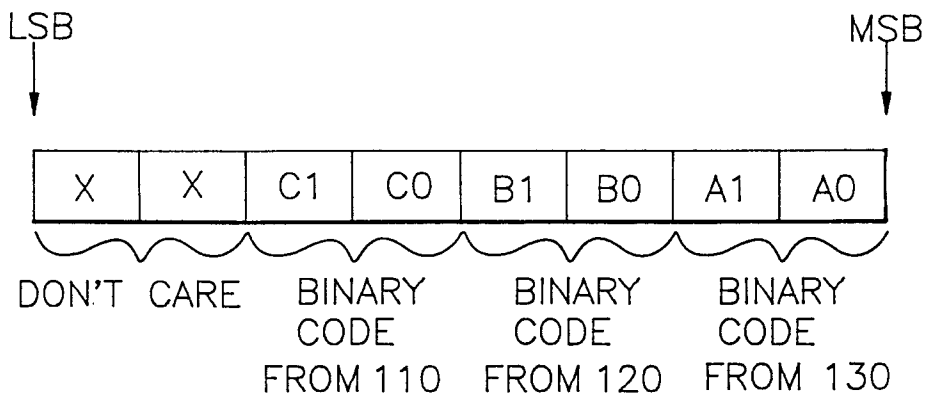 LSB MSB
X X C1 C0 B1 B0 A1 A0
DON'T CARE BINARY BINARY BINARY
CODE CODE CODE
FROM 110 FROM 120 FROM 130